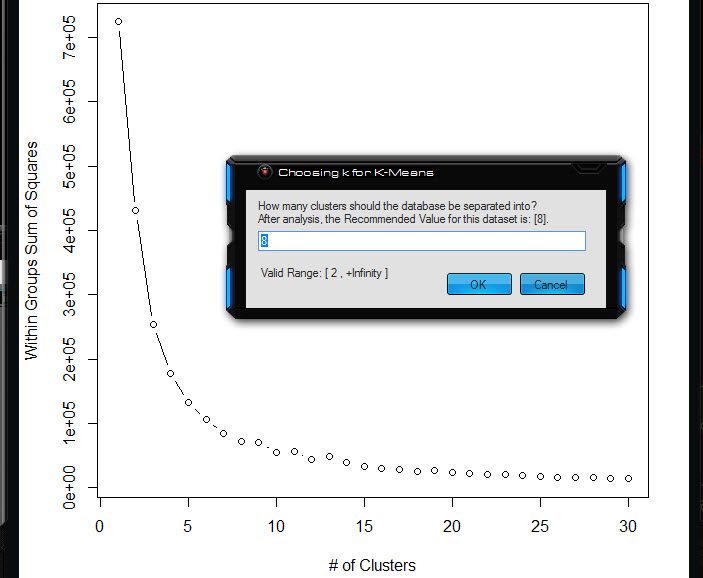 Within Groups Sum of Squares
7e+05
6e+05
5e+05
4e+05
3e+05
2e+05
1e+05
0e+00
Choosing k for K-Means
How many clusters should the database be separated into?
After analysis, the Recommended Value for this dataset is: [8].
8
Valid Range: [ 2 , +Infinity ]
OK Cancel
0 5 10 15 20 25 30
# of Clusters